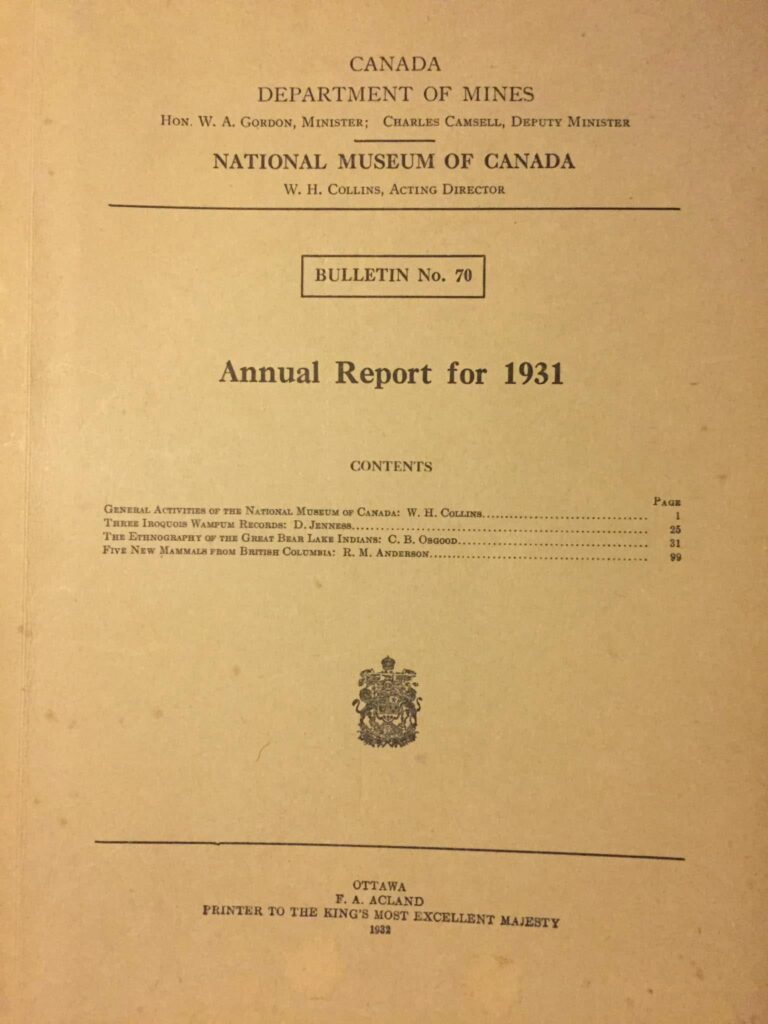 CANADA
DEPARTMENT OF MINES
HON. W. A. GORDON, MINISTER; CHARLES CAMSELL, DEPUTY MINISTER
NATIONAL MUSEUM OF CANADA
W. H. COLLINS, ACTING DIRECTOR
BULLETIN No. 70
Annual Report for 1931
CONTENTS
PAGE
GENERAL ACTIVITIES OF THE NATIONAL MUSEUM OF CANADA: W. H. COLLINS 1
THREE IROQUOIS WAMPUM RECORDS: D. JENNESS 25
THE ETHNOGRAPHY OF THE GREAT BEAR LAKE INDIANS: C. B. OSGOOD 31
FIVE NEW MAMMALS FROM BRITISH COLUMBIA: R. M. ANDERSON 99
OTTAWA
F. A. ACLAND
PRINTER TO THE KING'S MOST EXCELLENT MAJESTY
1932